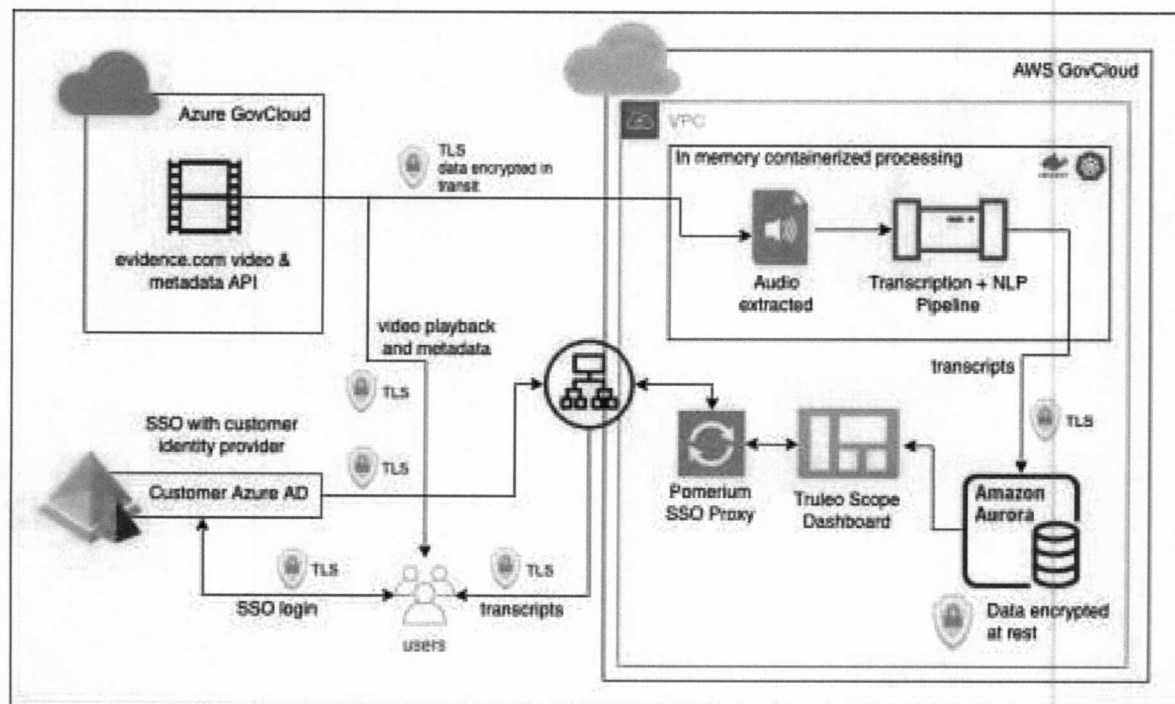 AWS GovCloud
Azure GovCloud
VPC
TLS
data encrypted in
transit
In memory containerized processing
evidence.com video &
metadata API
Audio
extracted
Transcription + NLP
Pipeline
video playback
and metadata
TLS
transcripts
TLS
SSO with customer
identity provider
TLS
Customer Azure AD
Pomerium
SSO Proxy
Truleo Scope
Dashboard
Amazon
Aurora
TLS
SSO login
TLS
transcripts
users
Data encrypted
at rest